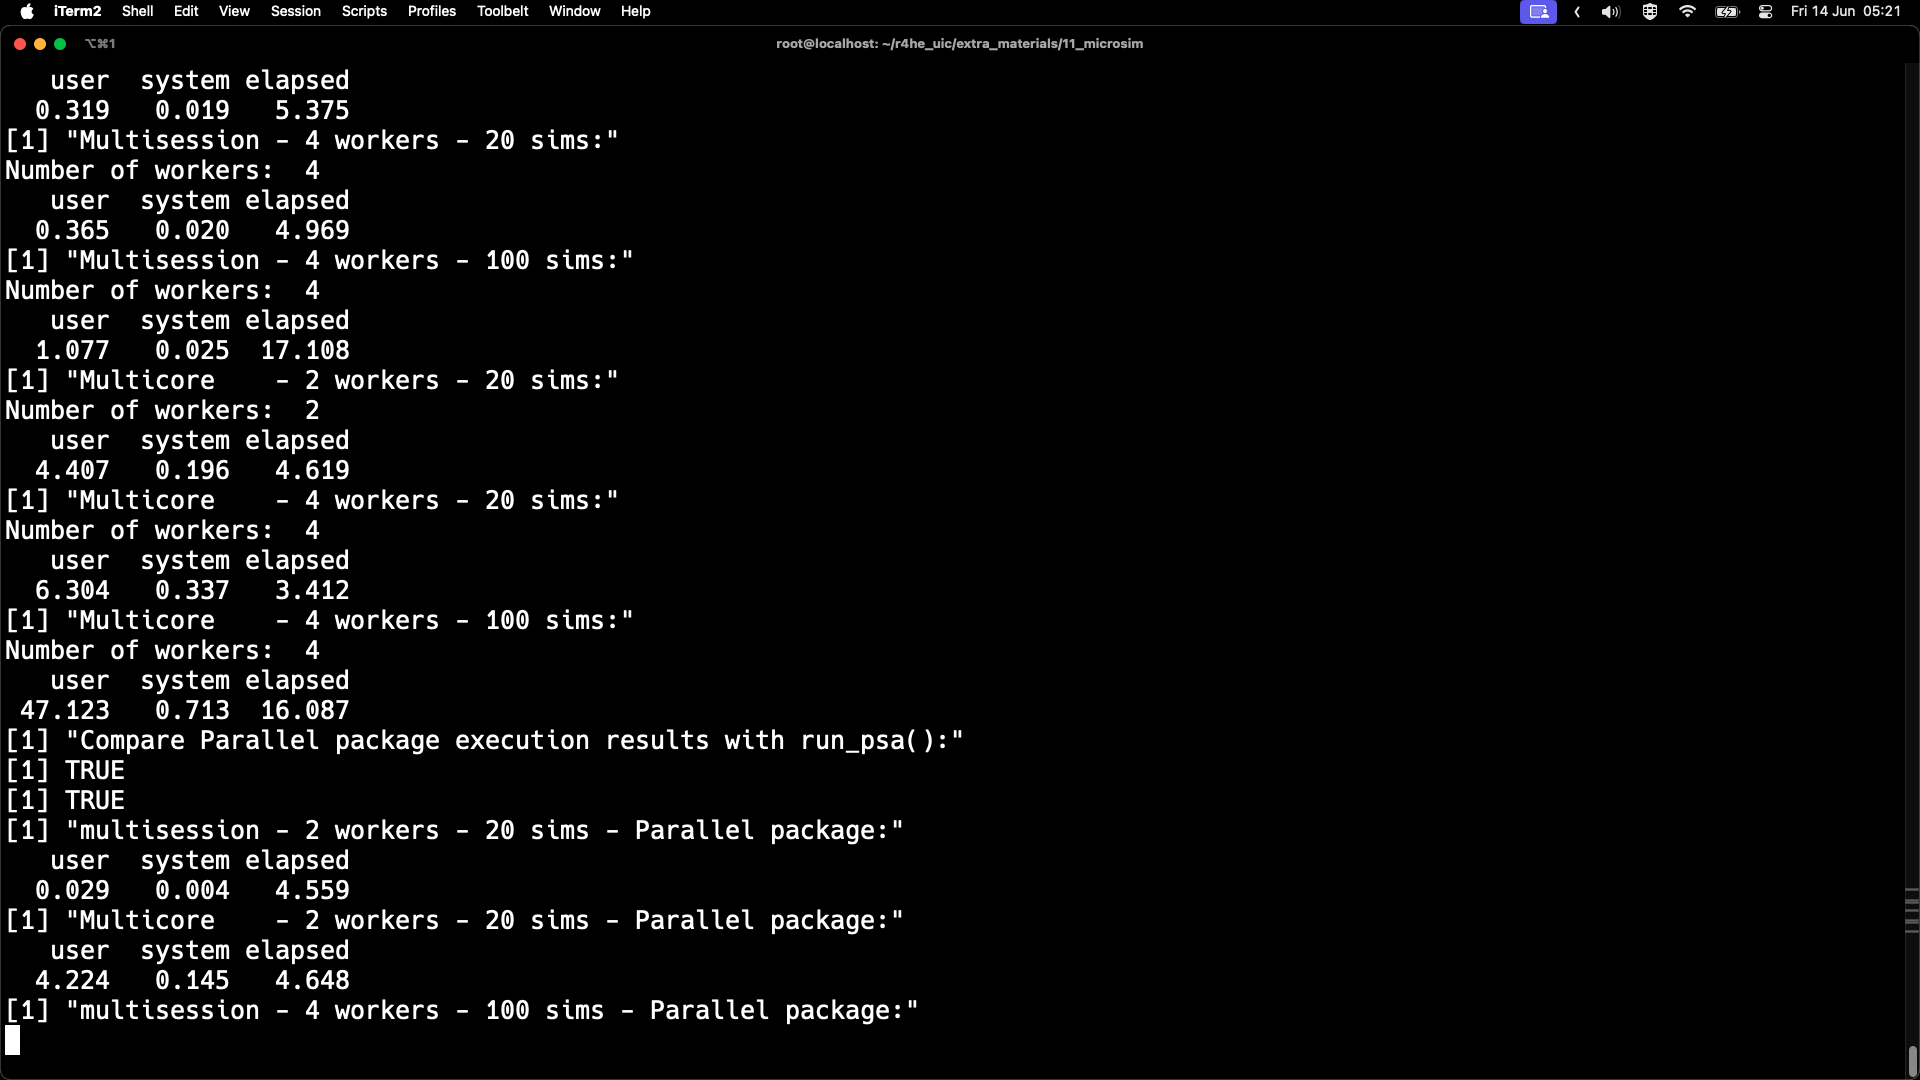 iTerm2 Shell Edit View Session Scripts Profiles Toolbelt Window Help Fri 14 Jun 05:21
⌥⌘1 root@localhost: ~/r4he_uic/extra_materials/11_microsim
   user  system elapsed
  0.319   0.019   5.375
[1] "Multisession - 4 workers - 20 sims:"
Number of workers:  4
   user  system elapsed
  0.365   0.020   4.969
[1] "Multisession - 4 workers - 100 sims:"
Number of workers:  4
   user  system elapsed
  1.077   0.025  17.108
[1] "Multicore    - 2 workers - 20 sims:"
Number of workers:  2
   user  system elapsed
  4.407   0.196   4.619
[1] "Multicore    - 4 workers - 20 sims:"
Number of workers:  4
   user  system elapsed
  6.304   0.337   3.412
[1] "Multicore    - 4 workers - 100 sims:"
Number of workers:  4
   user  system elapsed
 47.123   0.713  16.087
[1] "Compare Parallel package execution results with run_psa():"
[1] TRUE
[1] TRUE
[1] "multisession - 2 workers - 20 sims - Parallel package:"
   user  system elapsed
  0.029   0.004   4.559
[1] "Multicore    - 2 workers - 20 sims - Parallel package:"
   user  system elapsed
  4.224   0.145   4.648
[1] "multisession - 4 workers - 100 sims - Parallel package:"